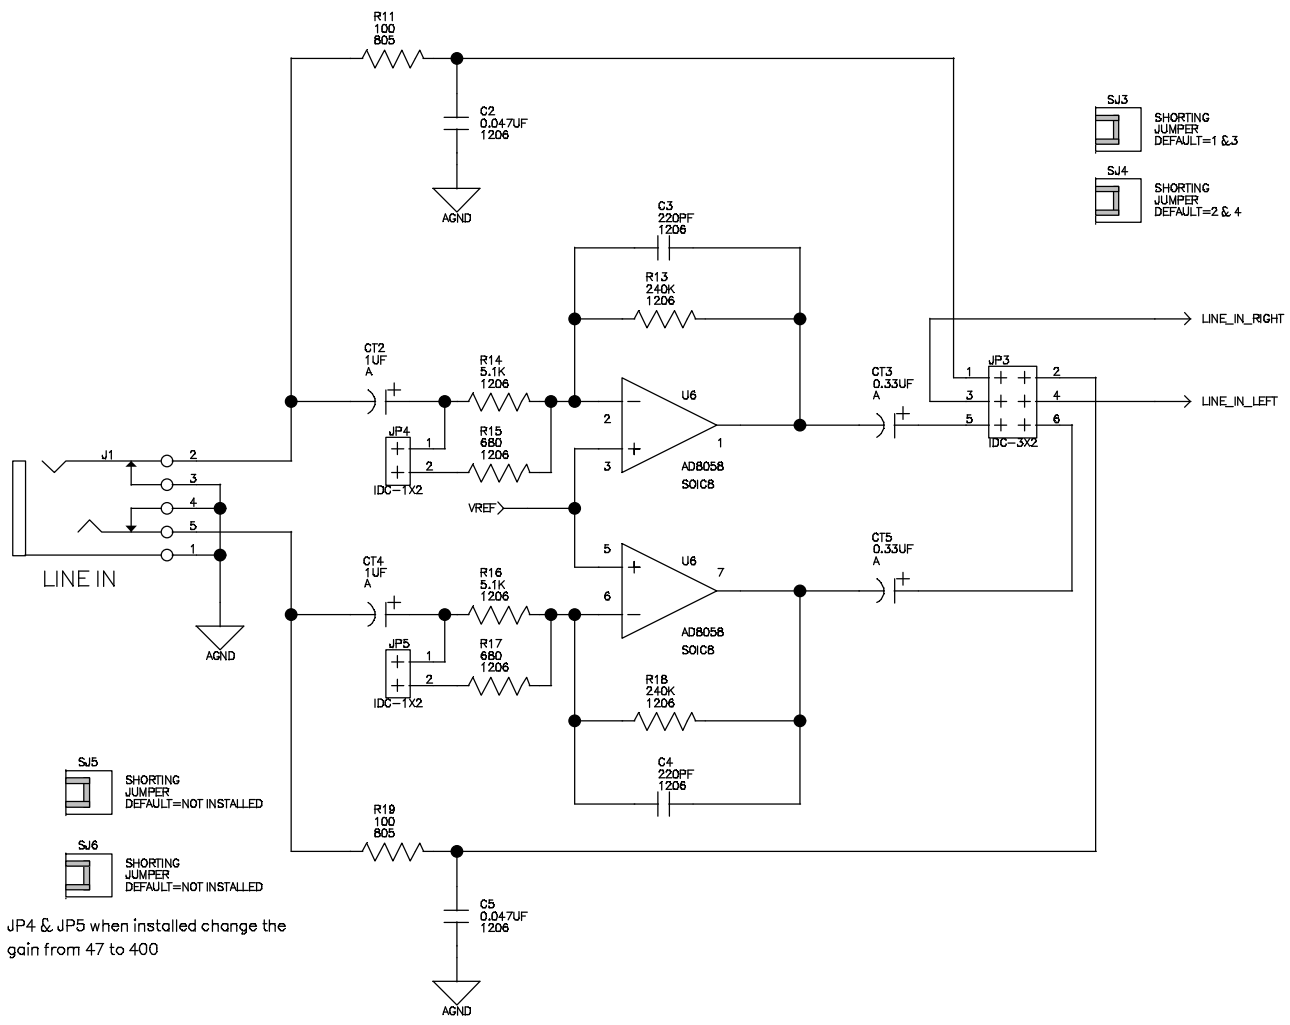 R11
100
805
C2
0.047UF
1206
AGND
SJ3
SHORTING
JUMPER
DEFAULT=1 &3
SJ4
SHORTING
JUMPER
DEFAULT=2 & 4
C3
220PF
1206
R13
240K
1206
LINE_IN_RIGHT
CT2
1UF
A
R14
5.1K
1206
U6
CT3
0.33UF
A
JP3
1
2
3
4
5
6
IDC-3X2
LINE_IN_LEFT
2
3
1
AD8058
SOIC8
JP4
1
2
IDC-1X2
R15
680
1206
J1
2
3
4
5
1
LINE IN
AGND
VREF
CT4
1UF
A
R16
5.1K
1206
5
6
7
U6
AD8058
SOIC8
CT5
0.33UF
A
JP5
1
2
IDC-1X2
R17
680
1206
R18
240K
1206
C4
220PF
1206
SJ5
SHORTING
JUMPER
DEFAULT=NOT INSTALLED
SJ6
SHORTING
JUMPER
DEFAULT=NOT INSTALLED
R19
100
805
C5
0.047UF
1206
AGND
JP4 & JP5 when installed change the
gain from 47 to 400